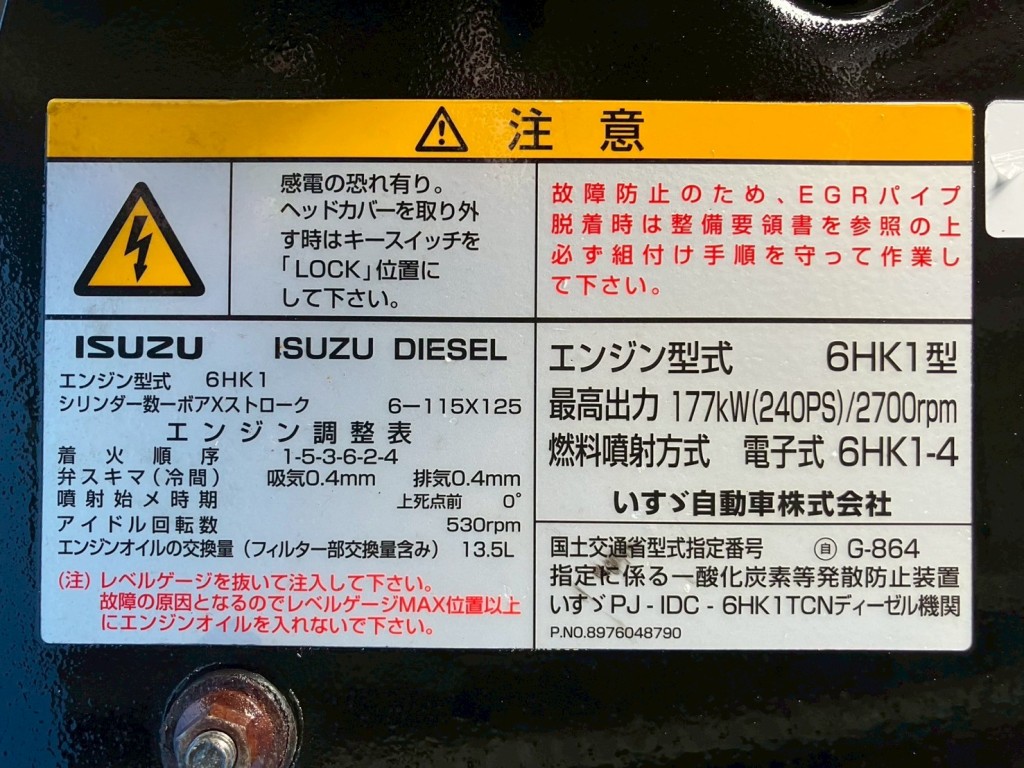 注意
感電の恐れ有り。
ヘッドカバーを取り外
す時はキースイッチを
「LOCK」位置に
して下さい。
故障防止のため、EGRパイプ
脱着時は整備要領書を参照の上
必ず組付け手順を守って作業し
て下さい。
ISUZU ISUZU DIESEL
エンジン型式 6HK1
シリンダー数ーボアXストローク 6ー115X125
エンジン調整表
着火順序 1-5-3-6-2-4
弁スキマ(冷間) 吸気0.4mm 排気0.4mm
噴射始メ時期 上死点前 0°
アイドル回転数 530rpm
エンジンオイルの交換量(フィルター部交換量含み) 13.5L
(注) レベルゲージを抜いて注入して下さい。
故障の原因となるのでレベルゲージMAX位置以上
にエンジンオイルを入れないで下さい。
エンジン型式 6HK1型
最高出力 177kW(240PS)/2700rpm
燃料噴射方式 電子式 6HK1-4
いすゞ自動車株式会社
国土交通省型式指定番号 ㊀自 G-864
指定に係る一酸化炭素等発散防止装置
いすゞPJ-IDC-6HK1TCNディーゼル機関
P.NO.8976048790